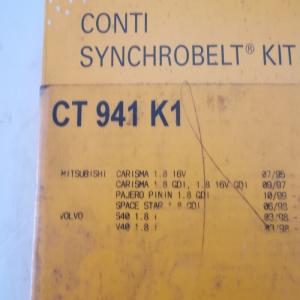 CONTI
SYNCHROBELT® KIT
CT 941 K1
MITSUBISHI CARISMA 1.8 16V 07/95
CARISMA 1.8 GDI, 1.8 16V GDI 09/97
PAJERO PININ 1.8 GDI 10/99 -
SPACE STAR 1.8 GDI 06/98 -
VOLVO S40 1.8 i 03/98 -
V40 1.8 i 03/98 -